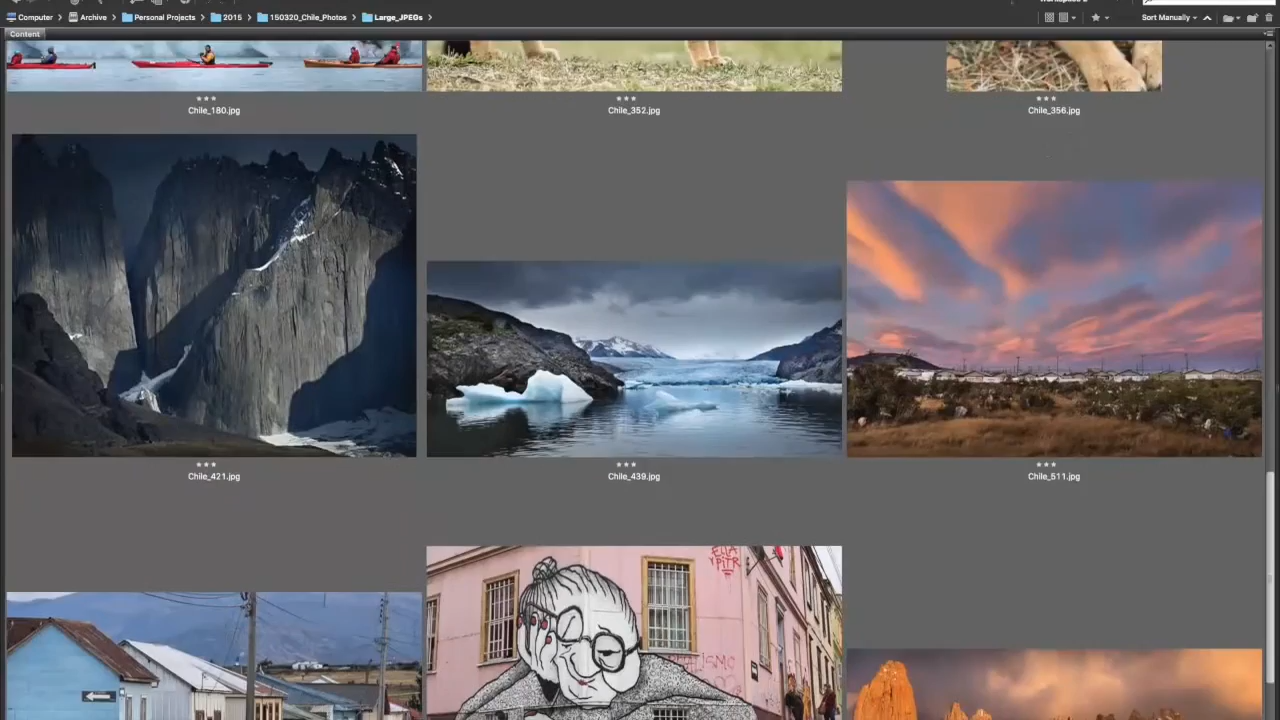 Computer > Archive > Personal Projects > 2015 > 150320_Chile_Photos > Large_JPEGs >
Sort Manually
Content
Chile_180.jpg
Chile_352.jpg
Chile_356.jpg
Chile_421.jpg
Chile_439.jpg
Chile_511.jpg